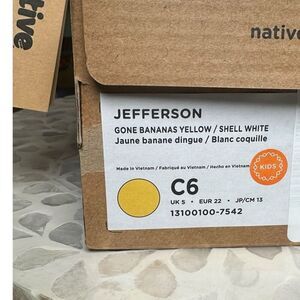 native
tive
JEFFERSON
GONE BANANAS YELLOW / SHELL WHITE
Jaune banane dingue / Blanc coquille
Made in Vietnam / Fabriqué au Vietnam / Hecho en Vietnam
KIDS
C6
UK 5 • EUR 22 • JP/CM 13
13100100-7542